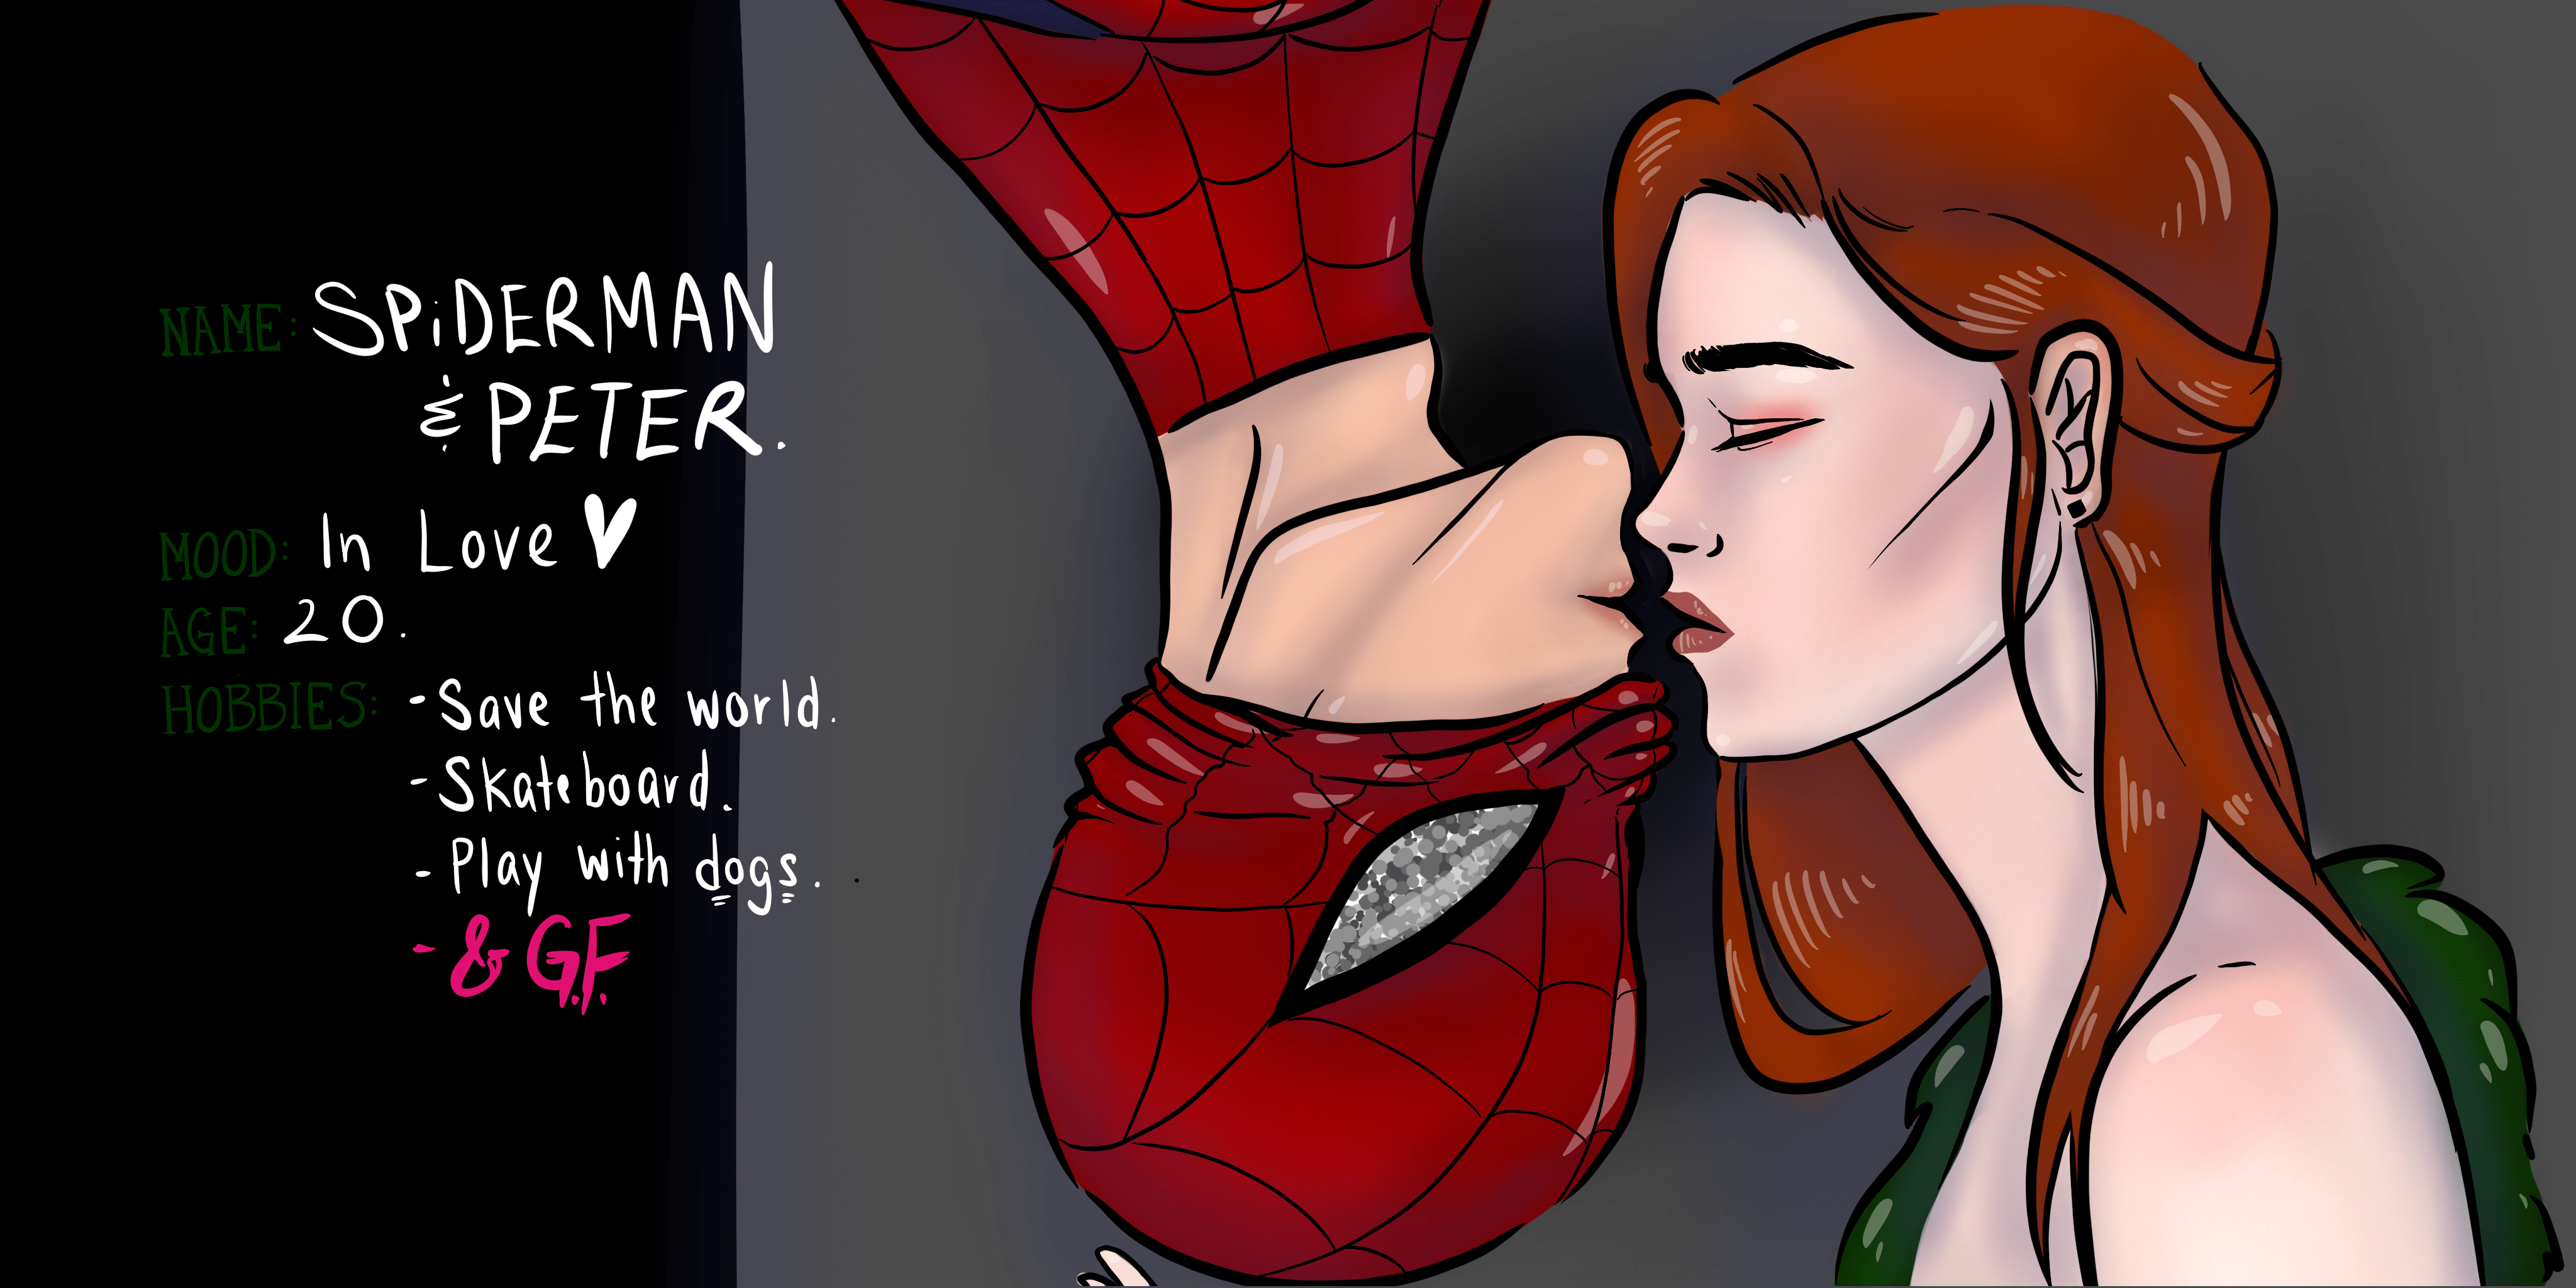 NAME: SPiDERMAN
& PETER.
MOOD: In Love ♥
AGE: 20.
HOBBIES: - Save the world.
- Skateboard.
- Play with dogs.
- & G.F.